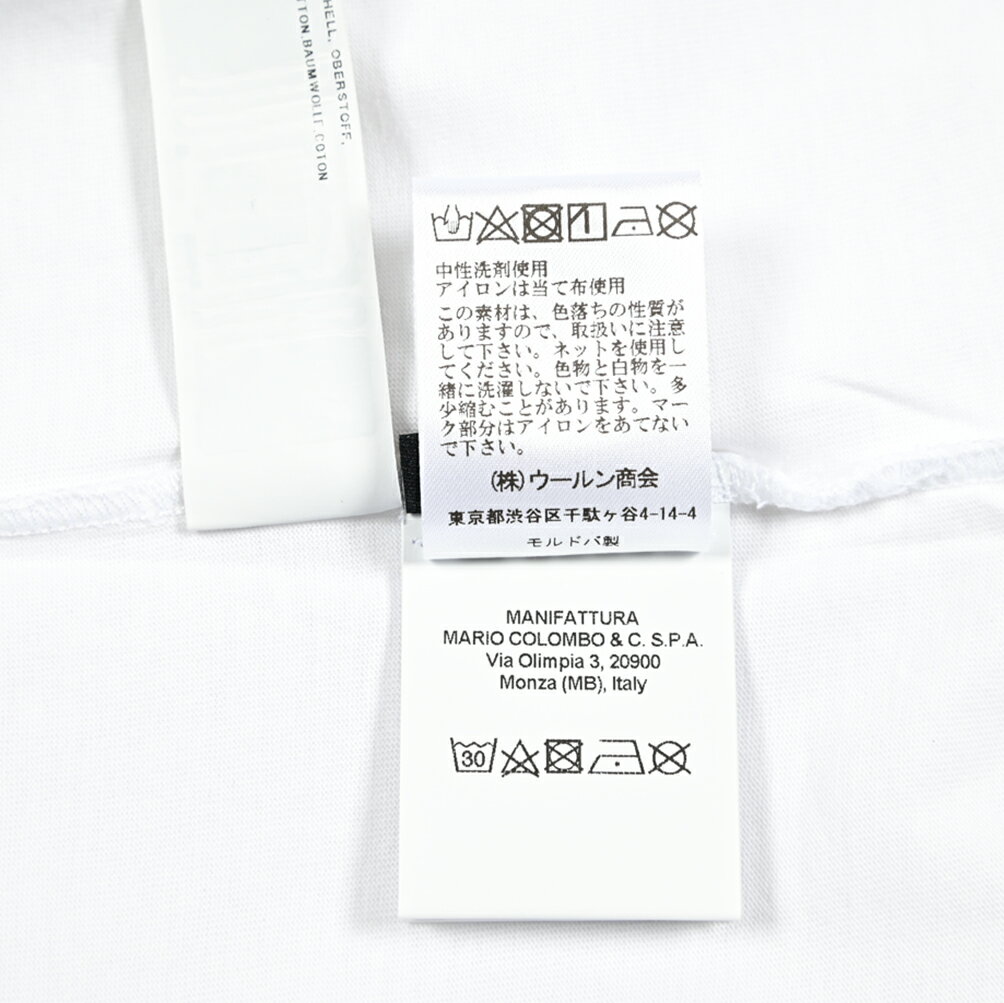 HELL, OBERSTOFF,
TTON.BAUMWOLLE.COTON
中性洗剤使用
アイロンは当て布使用
この素材は、色落ちの性質が
ありますので、取扱いに注意
して下さい。ネットを使用し
てください。色物と白物を一
緒に洗濯しないで下さい。多
少縮むことがあります。マー
ク部分はアイロンをあてない
で下さい。
(株)ウールン商会
東京都渋谷区千駄ヶ谷4-14-4
モルドバ製
MANIFATTURA
MARIO COLOMBO & C. S.P.A.
Via Olimpia 3, 20900
Monza (MB), Italy
30